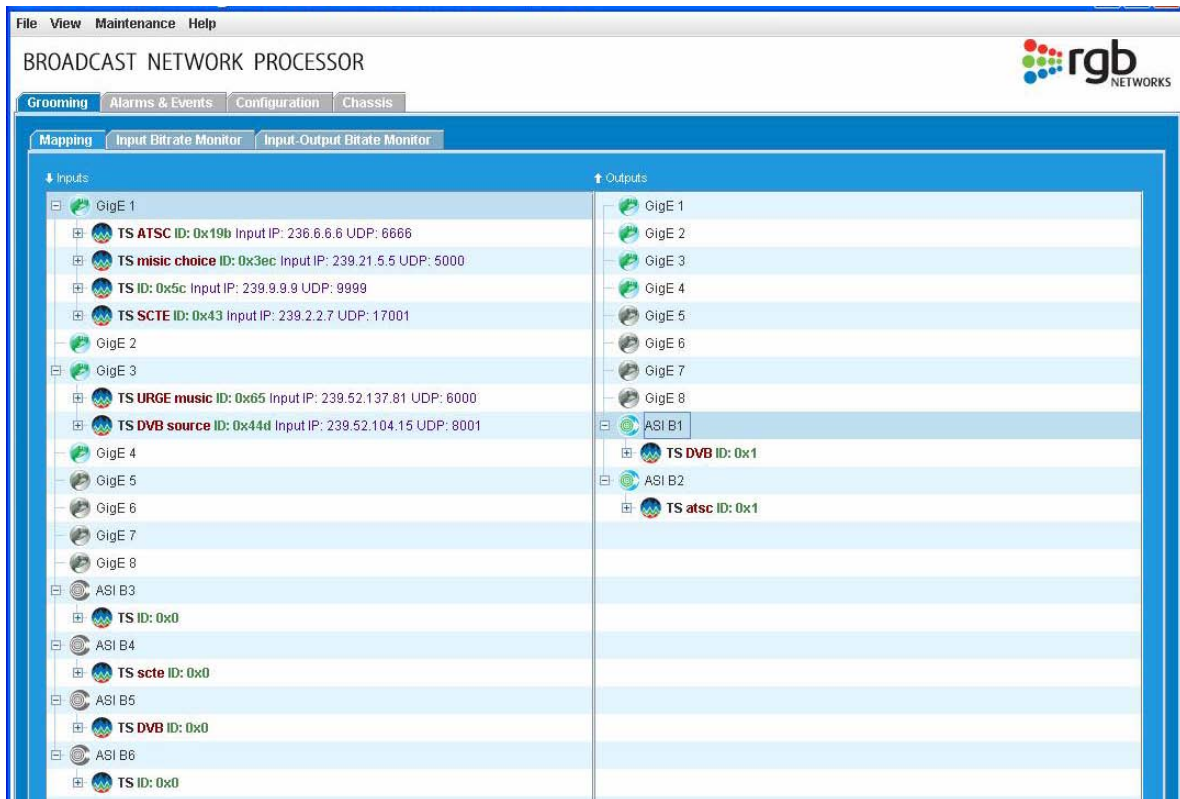 File View Maintenance Help
BROADCAST NETWORK PROCESSOR
rgb
NETWORKS
Grooming Alarms & Events Configuration Chassis
Mapping Input Bitrate Monitor Input-Output Bitate Monitor
Inputs
GigE 1
TS ATSC ID: 0x19b Input IP: 236.6.6.6 UDP: 6666
TS misic choice ID: 0x3ec Input IP: 239.21.5.5 UDP: 5000
TS ID: 0x5c Input IP: 239.9.9.9 UDP: 9999
TS SCTE ID: 0x43 Input IP: 239.2.2.7 UDP: 17001
GigE 2
GigE 3
TS URGE music ID: 0x65 Input IP: 239.52.137.81 UDP: 6000
TS DVB source ID: 0x44d Input IP: 239.52.104.15 UDP: 8001
GigE 4
GigE 5
GigE 6
GigE 7
GigE 8
ASI B3
TS ID: 0x0
ASI B4
TS scte ID: 0x0
ASI B5
TS DVB ID: 0x0
ASI B6
TS ID: 0x0
Outputs
GigE 1
GigE 2
GigE 3
GigE 4
GigE 5
GigE 6
GigE 7
GigE 8
ASI B1
TS DVB ID: 0x1
ASI B2
TS atsc ID: 0x1